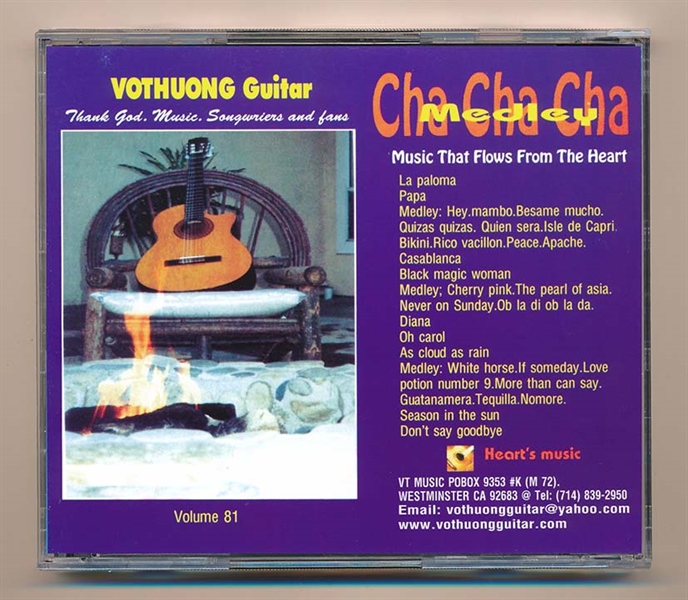 VOTHUONG Guitar
Thank God. Music. Songwriers and fans
Volume 81
Cha Cha Cha
Medley
Music That Flows From The Heart
La paloma
Papa
Medley: Hey.mambo.Besame mucho.
Quizas quizas. Quien sera.Isle de Capri.
Bikini.Rico vacillon.Peace.Apache.
Casablanca
Black magic woman
Medley; Cherry pink.The pearl of asia.
Never on Sunday.Ob la di ob la da.
Diana
Oh carol
As cloud as rain
Medley: White horse.If someday.Love
potion number 9.More than can say.
Guatanamera.Tequilla.Nomore.
Season in the sun
Don't say goodbye
Heart's music
VT MUSIC POBOX 9353 #K (M 72).
WESTMINSTER CA 92683 @ Tel: (714) 839-2950
Email: vothuongguitar@yahoo.com
www.vothuongguitar.com